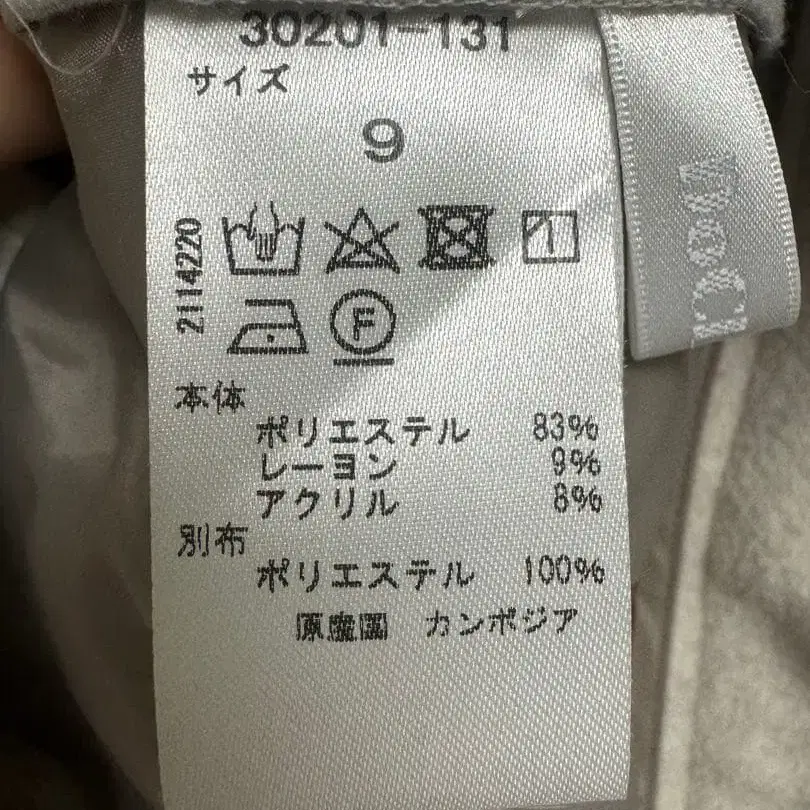 30201-131
サイズ
9
2114220
F
本体
ポリエステル 83%
レーヨン 9%
アクリル 8%
別布
ポリエステル 100%
原産国 カンボジア